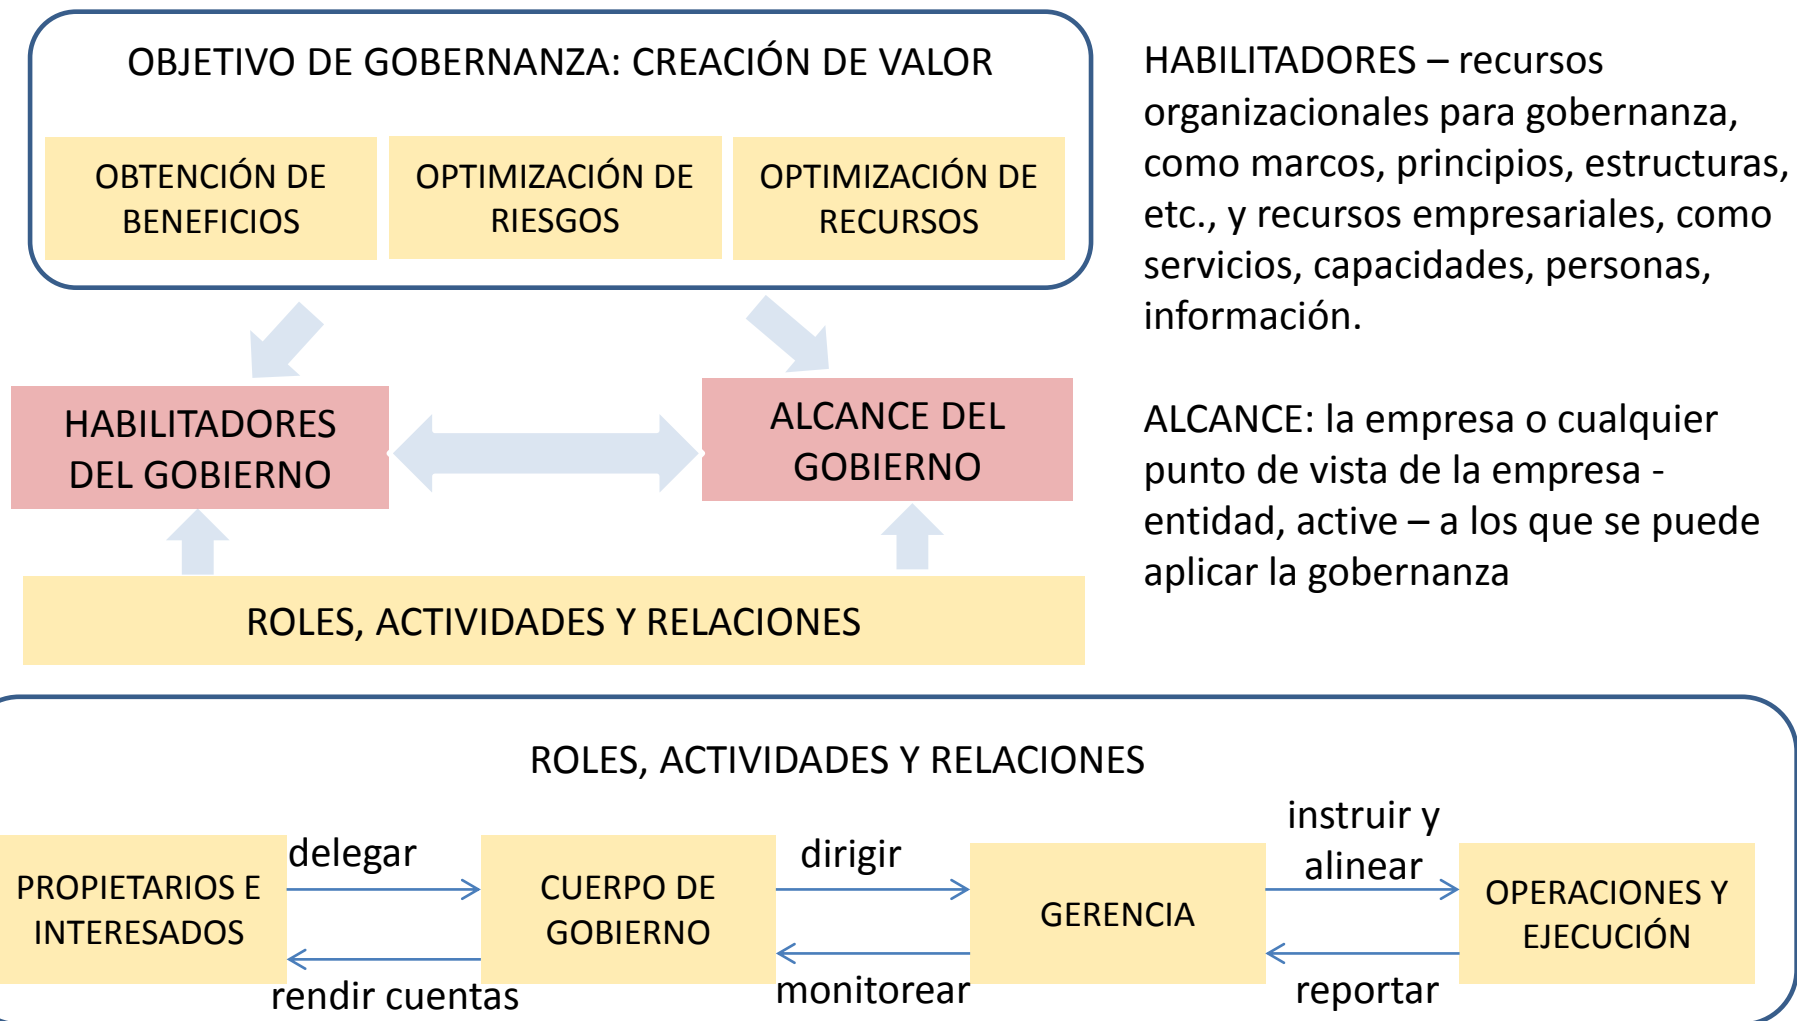 OBJETIVO DE GOBERNANZA: CREACIÓN DE VALOR
OBTENCIÓN DE
BENEFICIOS
OPTIMIZACIÓN DE
RIESGOS
OPTIMIZACIÓN DE
RECURSOS
HABILITADORES
DEL GOBIERNO
ALCANCE DEL
GOBIERNO
ROLES, ACTIVIDADES Y RELACIONES
HABILITADORES – recursos
organizacionales para gobernanza,
como marcos, principios, estructuras,
etc., y recursos empresariales, como
servicios, capacidades, personas,
información.
ALCANCE: la empresa o cualquier
punto de vista de la empresa -
entidad, active – a los que se puede
aplicar la gobernanza
ROLES, ACTIVIDADES Y RELACIONES
PROPIETARIOS E
INTERESADOS
delegar
rendir cuentas
CUERPO DE
GOBIERNO
dirigir
monitorear
GERENCIA
instruir y
alinear
reportar
OPERACIONES Y
EJECUCIÓN